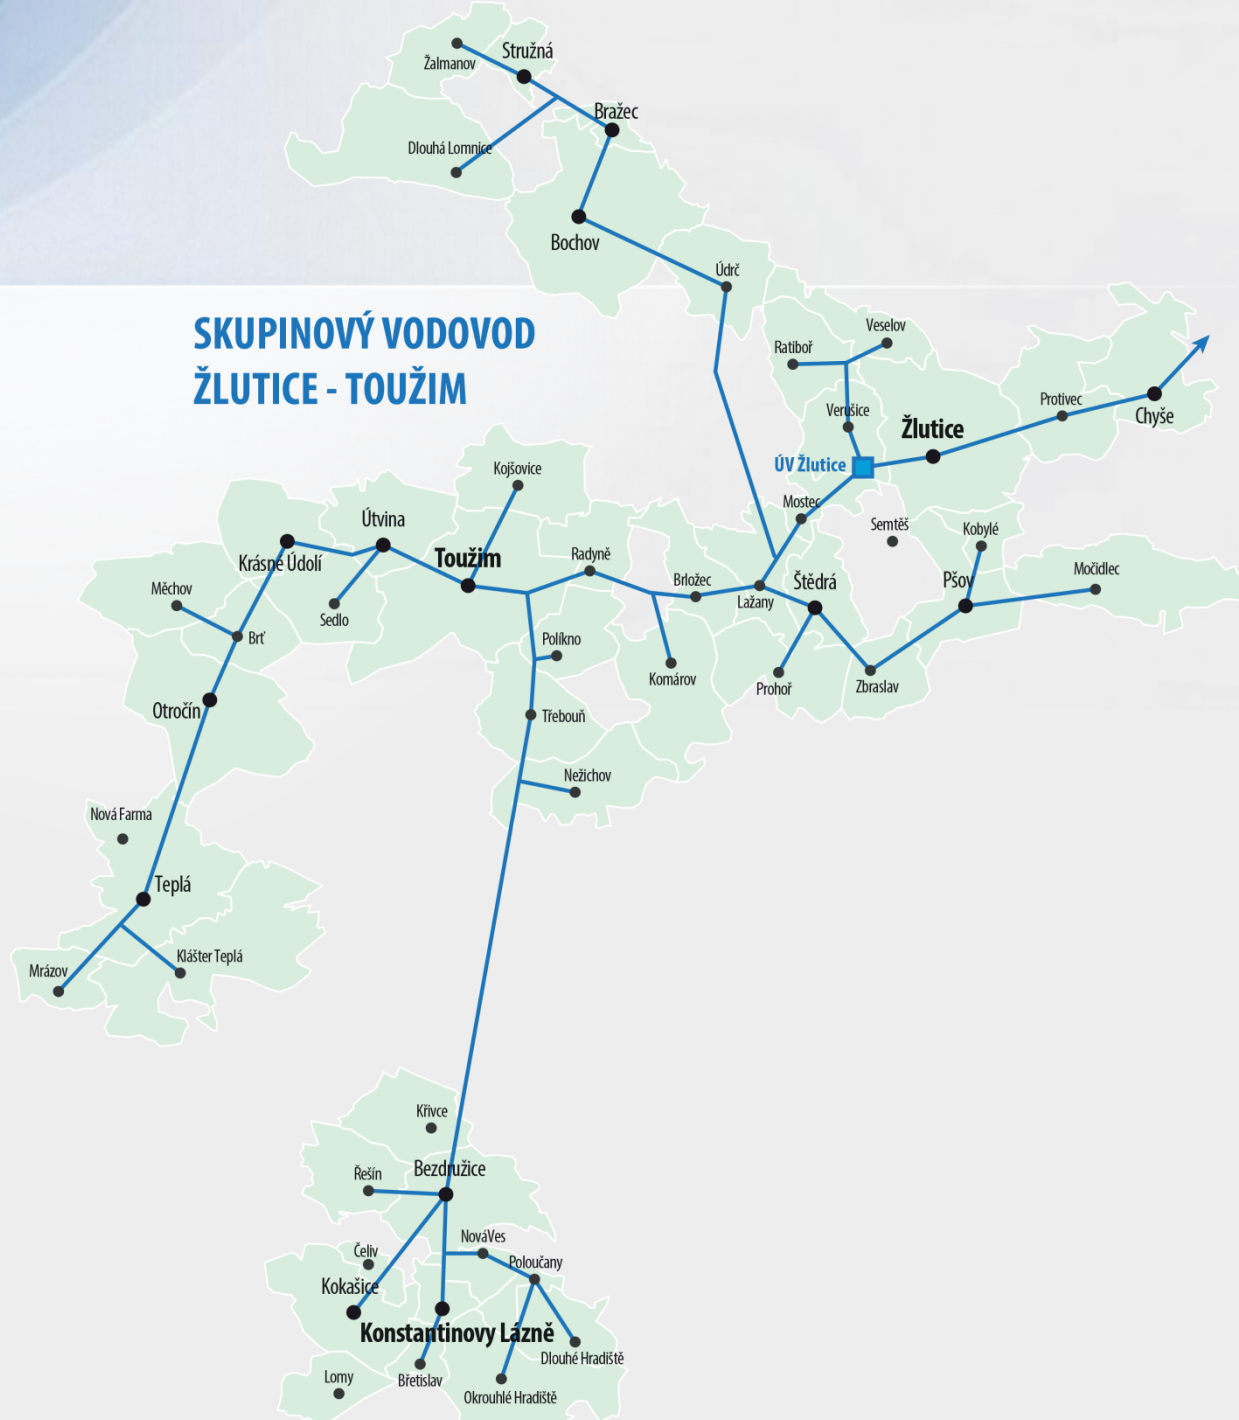 Stružná
Žalmanov
Bražec
Dlouhá Lomnice
Bochov
Údrč
SKUPINOVÝ VODOVOD
ŽLUTICE - TOUŽIM
Veselov
Ratiboř
Protivec
Verušice
Chyše
Žlutice
ÚV Žlutice
Kojšovice
Mostec
Útvina
Semtěš
Kobylé
Krásné Údolí
Toužim
Radyně
Brložec
Štědrá
Pšov
Močidlec
Měchov
Lažany
Sedlo
Brť
Políkno
Komárov
Prohoř
Zbraslav
Otročín
Třebouň
Nežichov
Nová Farma
Teplá
Klášter Teplá
Mrázov
Křivce
Bezdružice
Řešín
NováVes
Čeliv
Poloučany
Kokašice
Konstantinovy Lázně
Dlouhé Hradiště
Lomy
Břetislav
Okrouhlé Hradiště